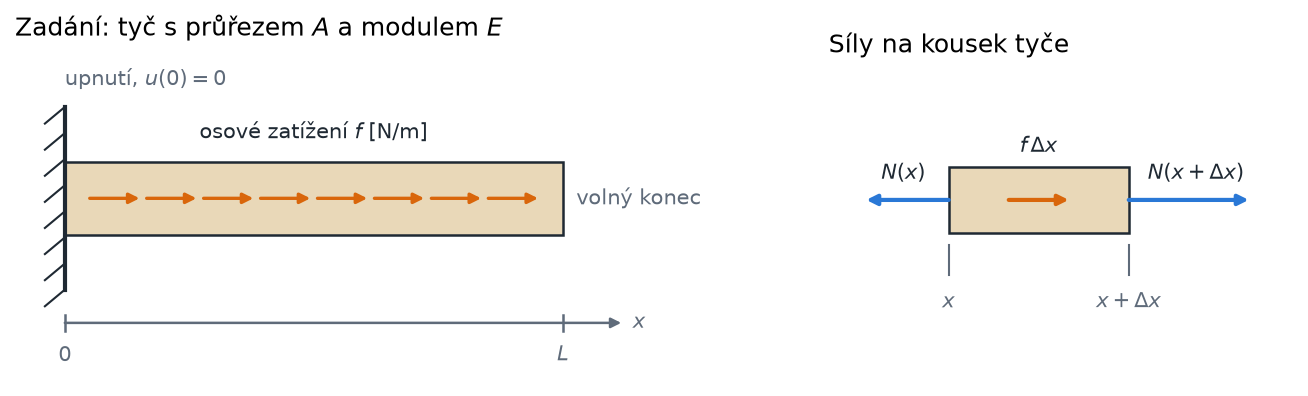 Zadání: tyč s průřezem A a modulem E
upnutí, u(0) = 0
osové zatížení f [N/m]
volný konec
x
0
L
Síly na kousek tyče
f Δx
N(x)
N(x + Δx)
x
x + Δx